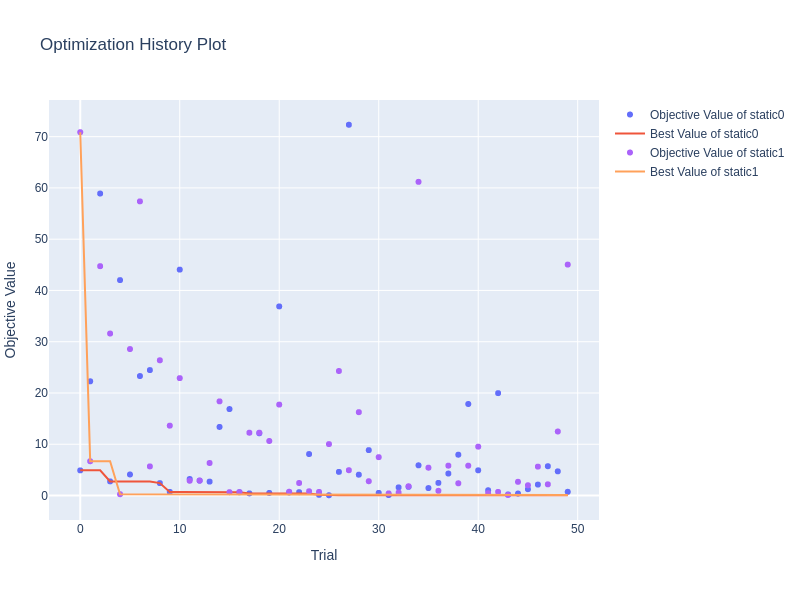 Optimization History Plot
Objective Value of static0
Best Value of static0
Objective Value of static1
Best Value of static1
70
60
50
40
30
20
10
0
Objective Value
0 10 20 30 40 50
Trial